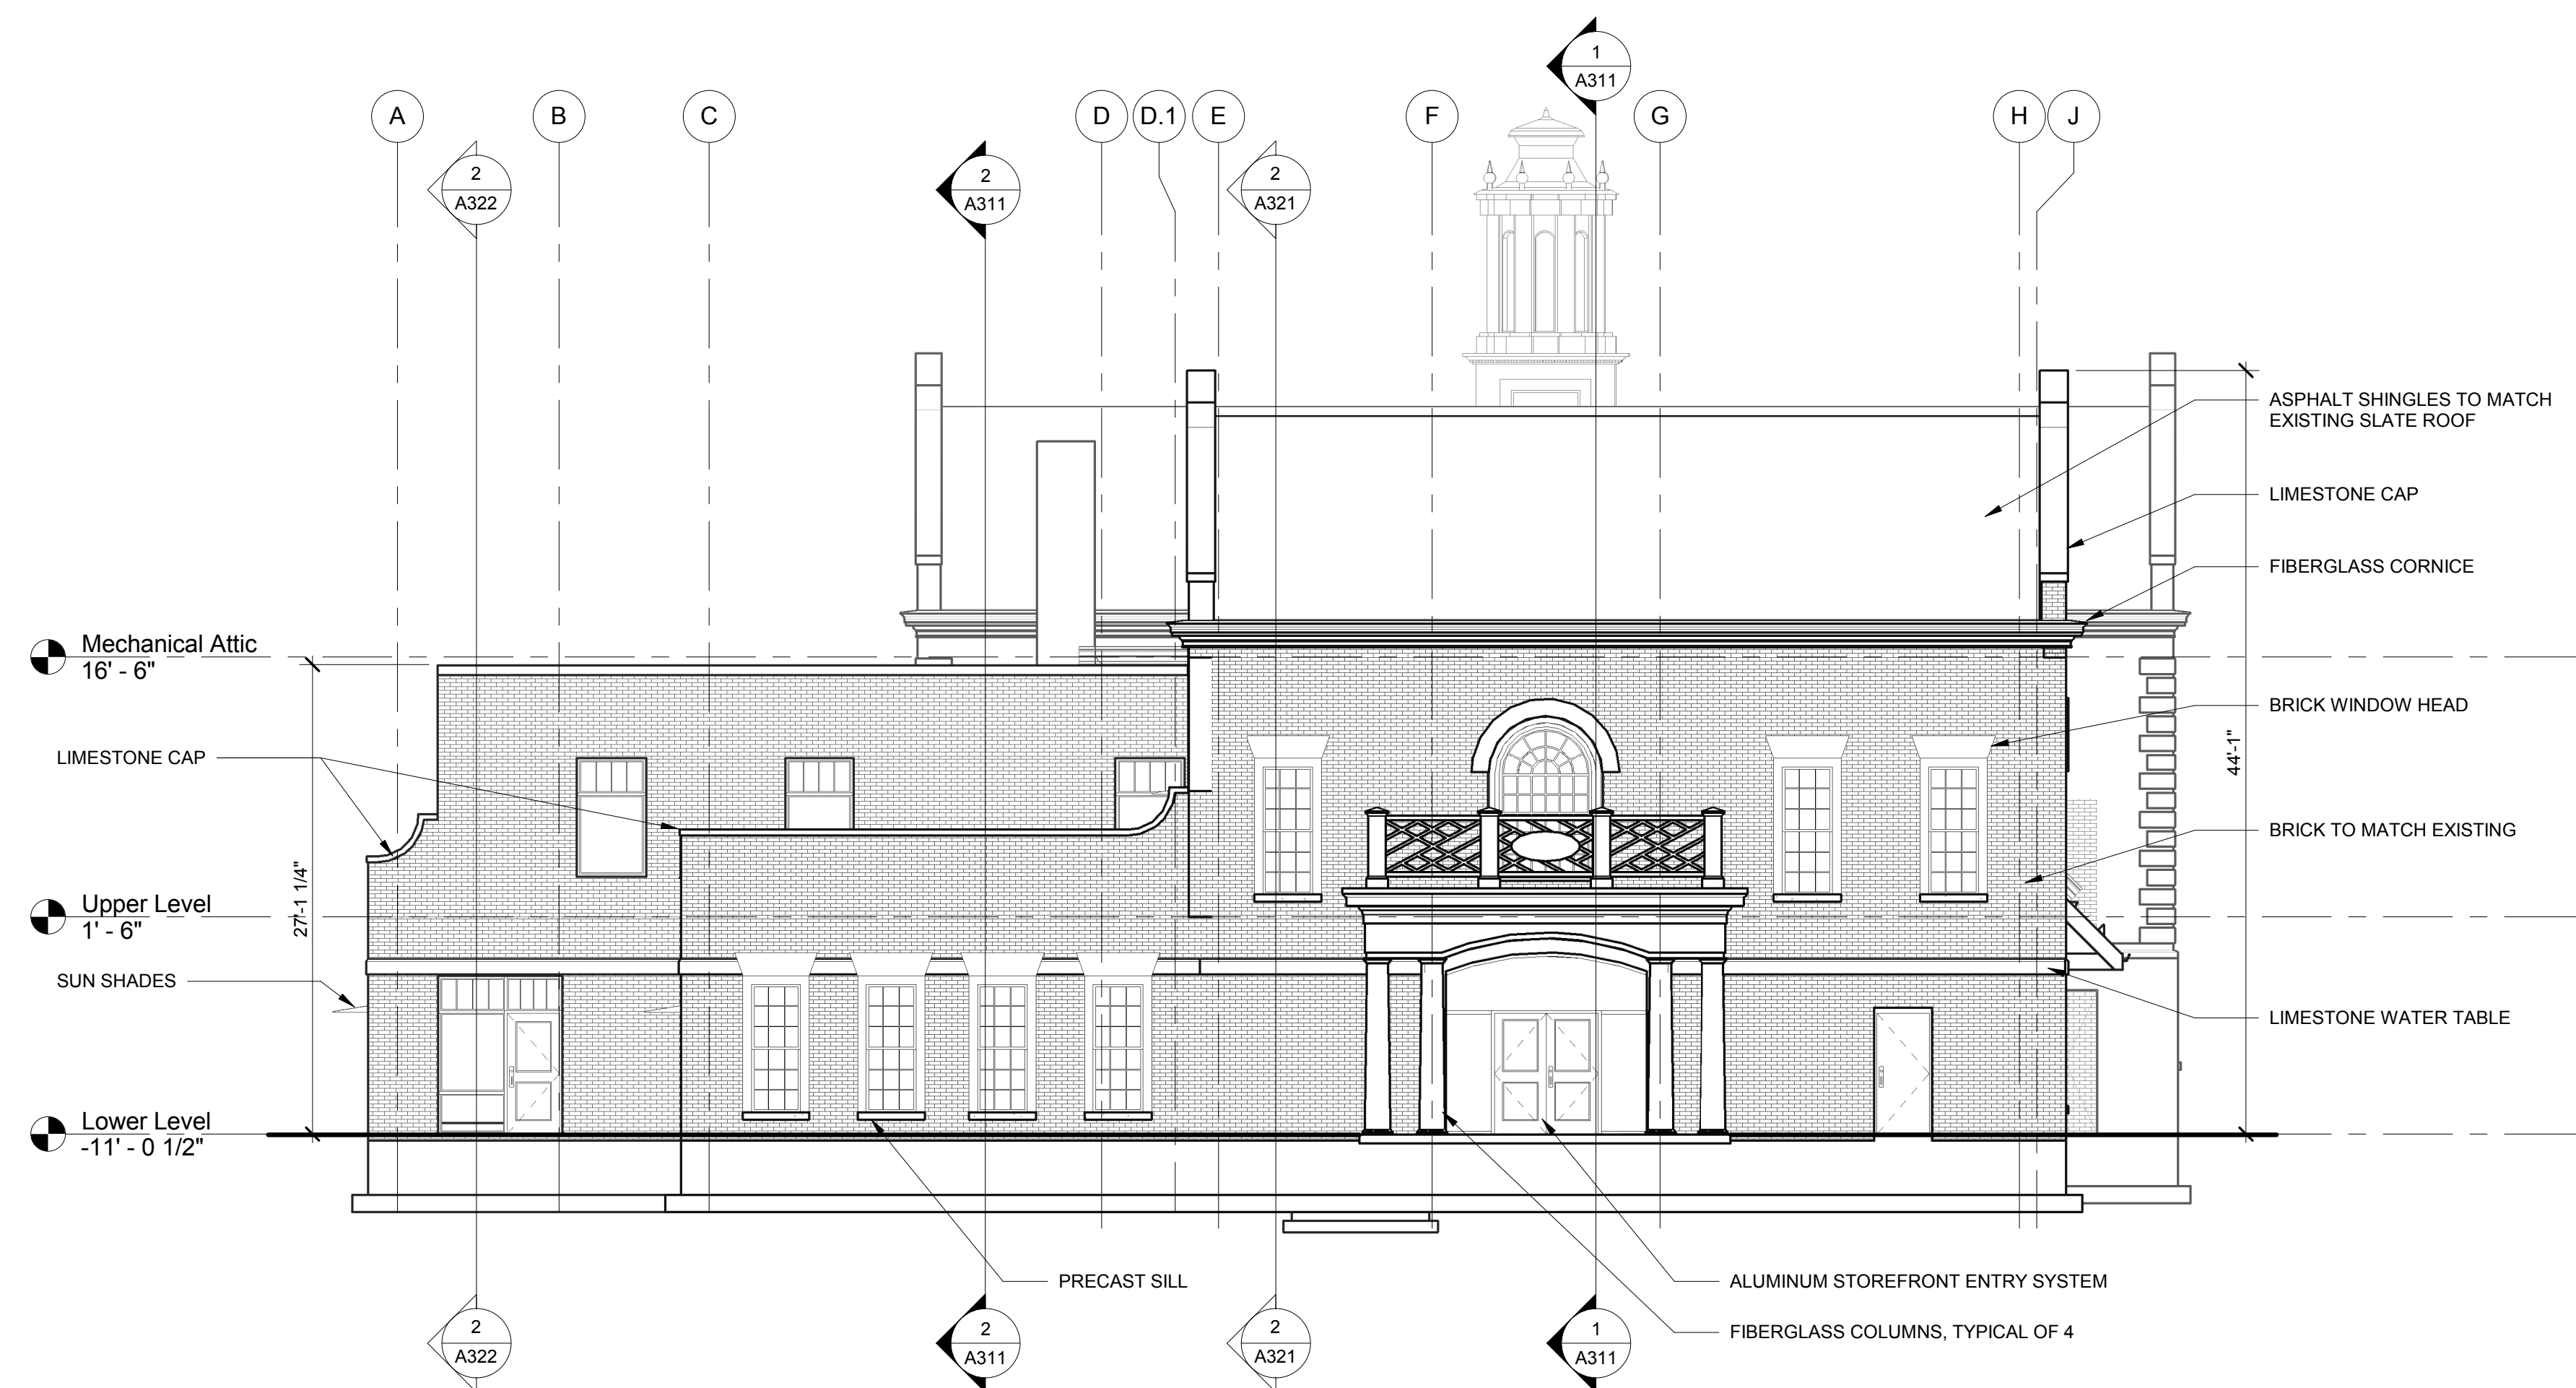 1
A311
A
B
C
D
D.1
E
F
G
H
J
2
A322
2
A311
2
A321
ASPHALT SHINGLES TO MATCH
EXISTING SLATE ROOF
LIMESTONE CAP
FIBERGLASS CORNICE
Mechanical Attic
16' - 6"
BRICK WINDOW HEAD
44'-1"
LIMESTONE CAP
BRICK TO MATCH EXISTING
27'-1 1/4"
Upper Level
1' - 6"
SUN SHADES
LIMESTONE WATER TABLE
Lower Level
-11' - 0 1/2"
PRECAST SILL
ALUMINUM STOREFRONT ENTRY SYSTEM
FIBERGLASS COLUMNS, TYPICAL OF 4
2
A322
2
A311
2
A321
1
A311